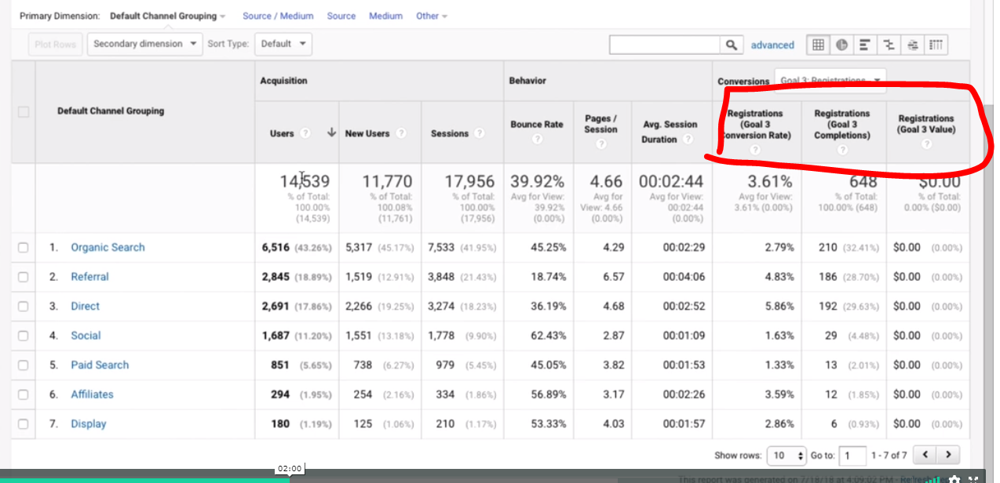 Primary Dimension: Default Channel Grouping Source / Medium Source Medium Other
Plot Rows Secondary dimension Sort Type: Default advanced
Acquisition Behavior Conversions Goal 3: Registrations
Default Channel Grouping
Users ? New Users ? Sessions ? Bounce Rate ? Pages / Session ? Avg. Session Duration ? Registrations (Goal 3 Conversion Rate) ? Registrations (Goal 3 Completions) ? Registrations (Goal 3 Value) ?
14,539 11,770 17,956 39.92% 4.66 00:02:44 3.61% 648 $0.00
% of Total: 100.00% (14,539) % of Total: 100.08% (11,761) % of Total: 100.00% (17,956) Avg for View: 39.92% (0.00%) Avg for View: 4.66 (0.00%) Avg for View: 00:02:44 (0.00%) Avg for View: 3.61% (0.00%) % of Total: 100.00% (648) % of Total: 0.00% ($0.00)
1. Organic Search 6,516 (43.26%) 5,317 (45.17%) 7,533 (41.95%) 45.25% 4.29 00:02:29 2.79% 210 (32.41%) $0.00 (0.00%)
2. Referral 2,845 (18.89%) 1,519 (12.91%) 3,848 (21.43%) 18.74% 6.57 00:04:06 4.83% 186 (28.70%) $0.00 (0.00%)
3. Direct 2,691 (17.86%) 2,266 (19.25%) 3,274 (18.23%) 36.19% 4.68 00:02:52 5.86% 192 (29.63%) $0.00 (0.00%)
4. Social 1,687 (11.20%) 1,551 (13.18%) 1,778 (9.90%) 62.43% 2.87 00:01:09 1.63% 29 (4.48%) $0.00 (0.00%)
5. Paid Search 851 (5.65%) 738 (6.27%) 979 (5.45%) 45.05% 3.82 00:01:53 1.33% 13 (2.01%) $0.00 (0.00%)
6. Affiliates 294 (1.95%) 254 (2.16%) 334 (1.86%) 56.89% 3.17 00:02:26 3.59% 12 (1.85%) $0.00 (0.00%)
7. Display 180 (1.19%) 125 (1.06%) 210 (1.17%) 53.33% 4.03 00:01:57 2.86% 6 (0.93%) $0.00 (0.00%)
Show rows: 10 Go to: 1 1 - 7 of 7
02:00
This report was generated on 7/18/18 at 4:09:02 PM - Refresh